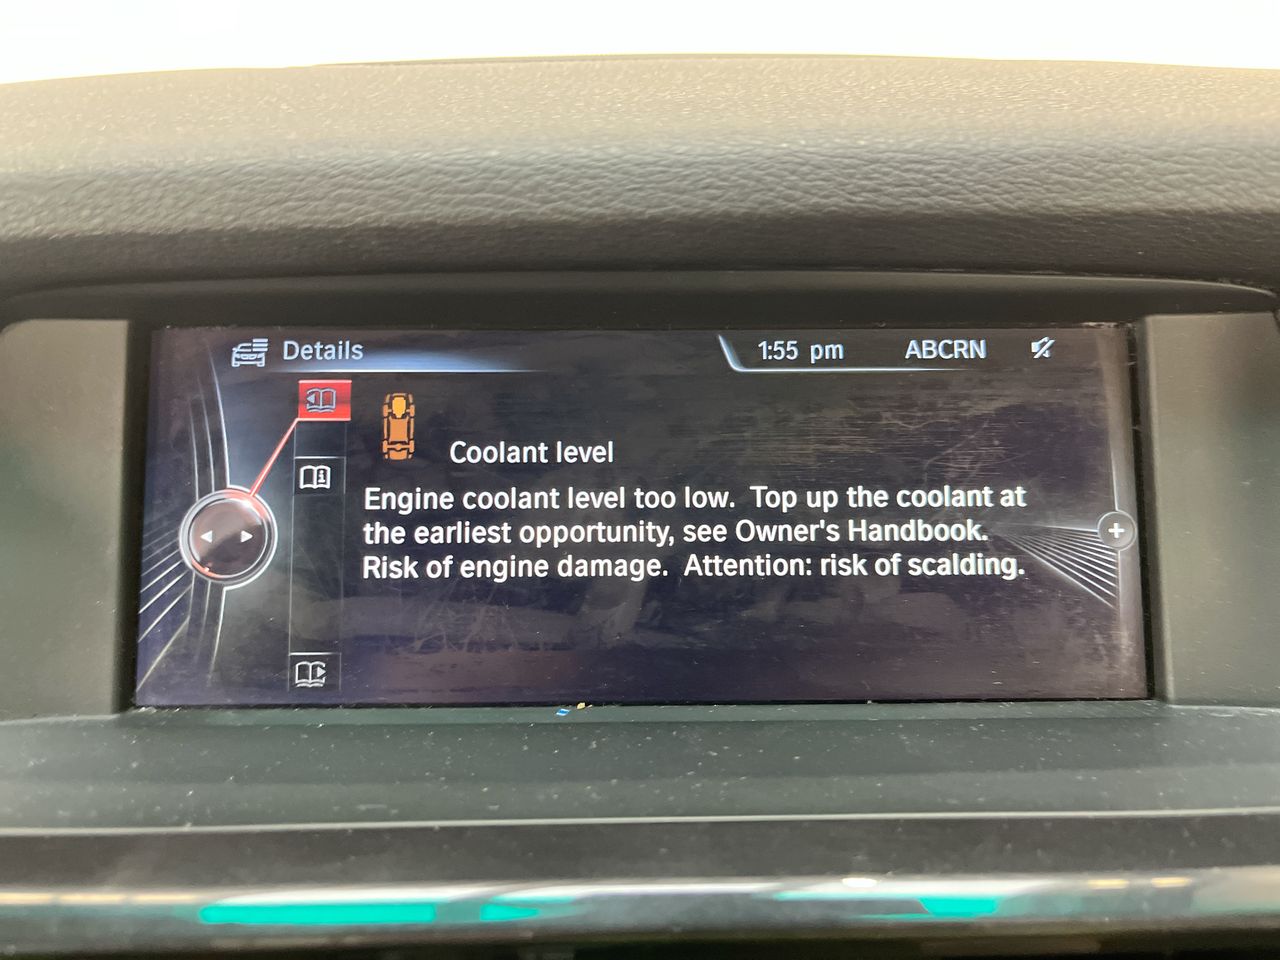 Details
1:55 pm ABCRN
Coolant level
Engine coolant level too low. Top up the coolant at
the earliest opportunity, see Owner's Handbook.
Risk of engine damage. Attention: risk of scalding.